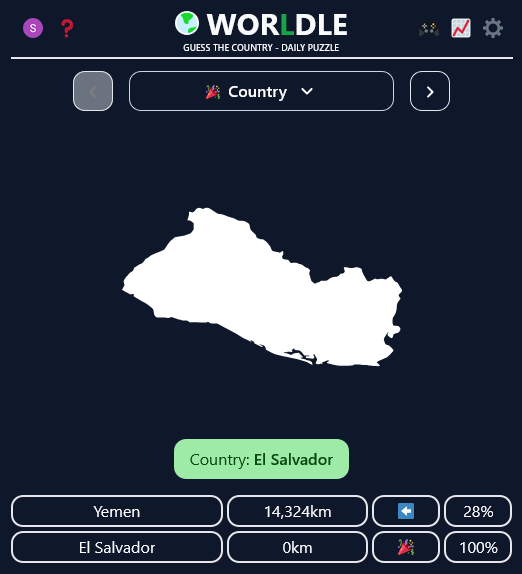 S
WORLDLE
GUESS THE COUNTRY - DAILY PUZZLE
Country
Country: El Salvador
Yemen 14,324km 28%
El Salvador 0km 100%